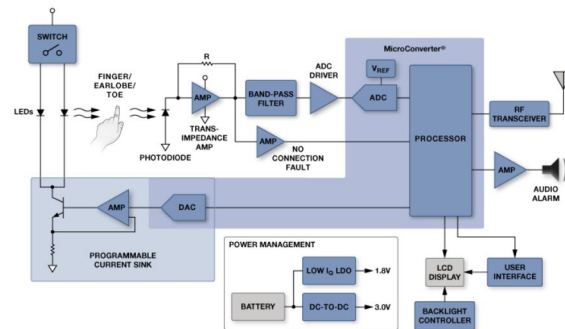 MicroConverter®
SWITCH
FINGER/
EARLOBE/
TOE
LEDs
R
AMP
TRANS-
IMPEDANCE
AMP
PHOTODIODE
BAND-PASS
FILTER
ADC
DRIVER
VREF
ADC
AMP
NO
CONNECTION
FAULT
PROCESSOR
RF
TRANSCEIVER
AMP
AUDIO
ALARM
AMP
DAC
PROGRAMMABLE
CURRENT SINK
POWER MANAGEMENT
BATTERY
LOW IQ LDO
1.8V
DC-TO-DC
3.0V
LCD
DISPLAY
USER
INTERFACE
BACKLIGHT
CONTROLLER